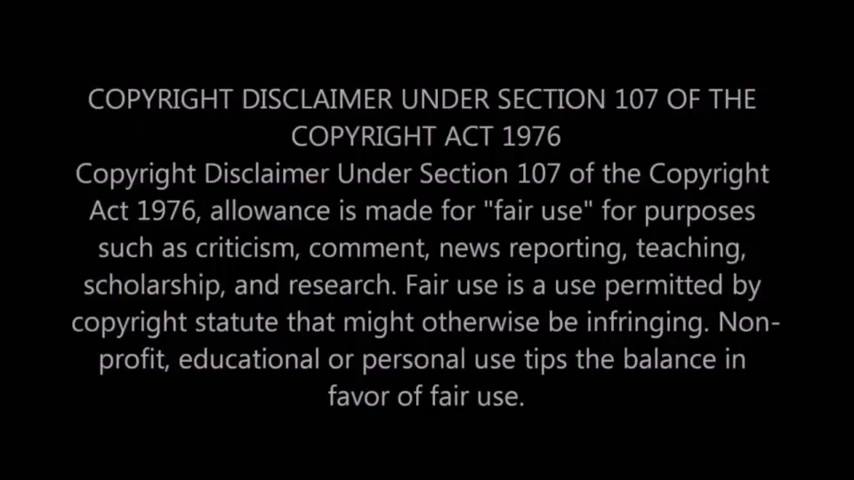 COPYRIGHT DISCLAIMER UNDER SECTION 107 OF THE
COPYRIGHT ACT 1976
Copyright Disclaimer Under Section 107 of the Copyright
Act 1976, allowance is made for "fair use" for purposes
such as criticism, comment, news reporting, teaching,
scholarship, and research. Fair use is a use permitted by
copyright statute that might otherwise be infringing. Non-
profit, educational or personal use tips the balance in
favor of fair use.